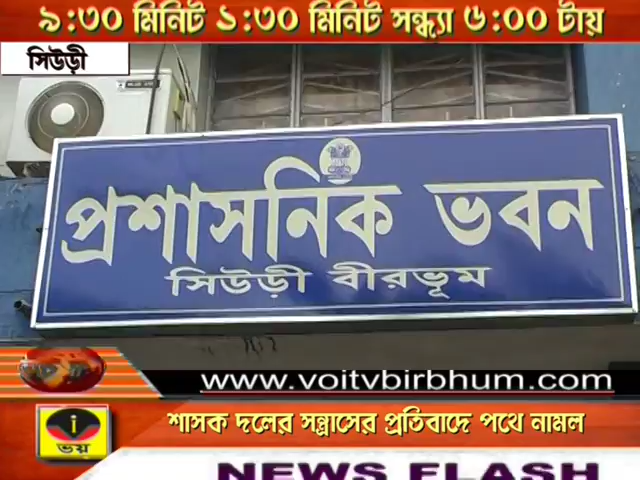 ৯:৩০ মিনিট ১:৩০ মিনিট সন্ধ্যা ৬:০০ টায়
সিউড়ী
প্রশাসনিক ভবন
সিউড়ী বীরভূম
www.voitvbirbhum.com
শাসক দলের সন্ত্রাসের প্রতিবাদে পথে নামল
i
ভয়
NEWS FLASH